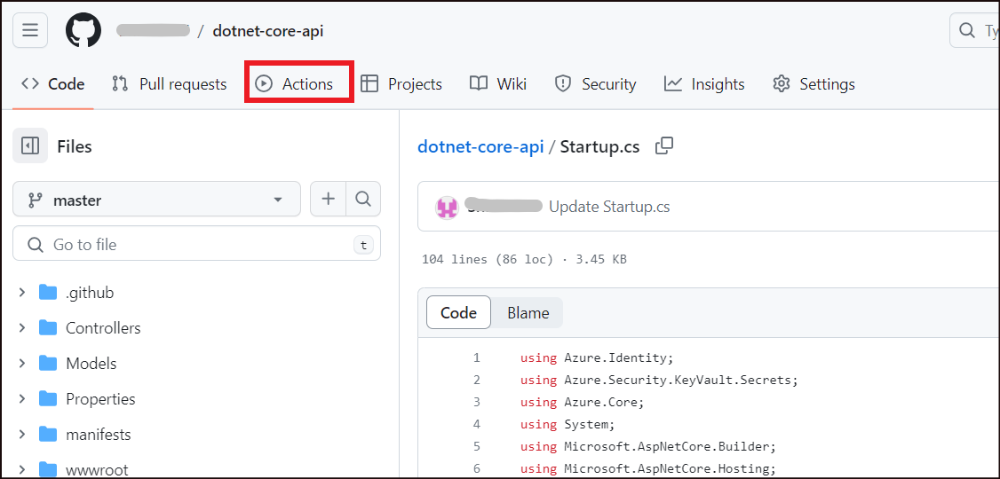 / dotnet-core-api
Ty
Code Pull requests Actions Projects Wiki Security Insights Settings
Files
master
Go to file t
.github
Controllers
Models
Properties
manifests
wwwroot
dotnet-core-api / Startup.cs
Update Startup.cs
104 lines (86 loc) · 3.45 KB
Code Blame
1 using Azure.Identity;
2 using Azure.Security.KeyVault.Secrets;
3 using Azure.Core;
4 using System;
5 using Microsoft.AspNetCore.Builder;
6 using Microsoft.AspNetCore.Hosting;